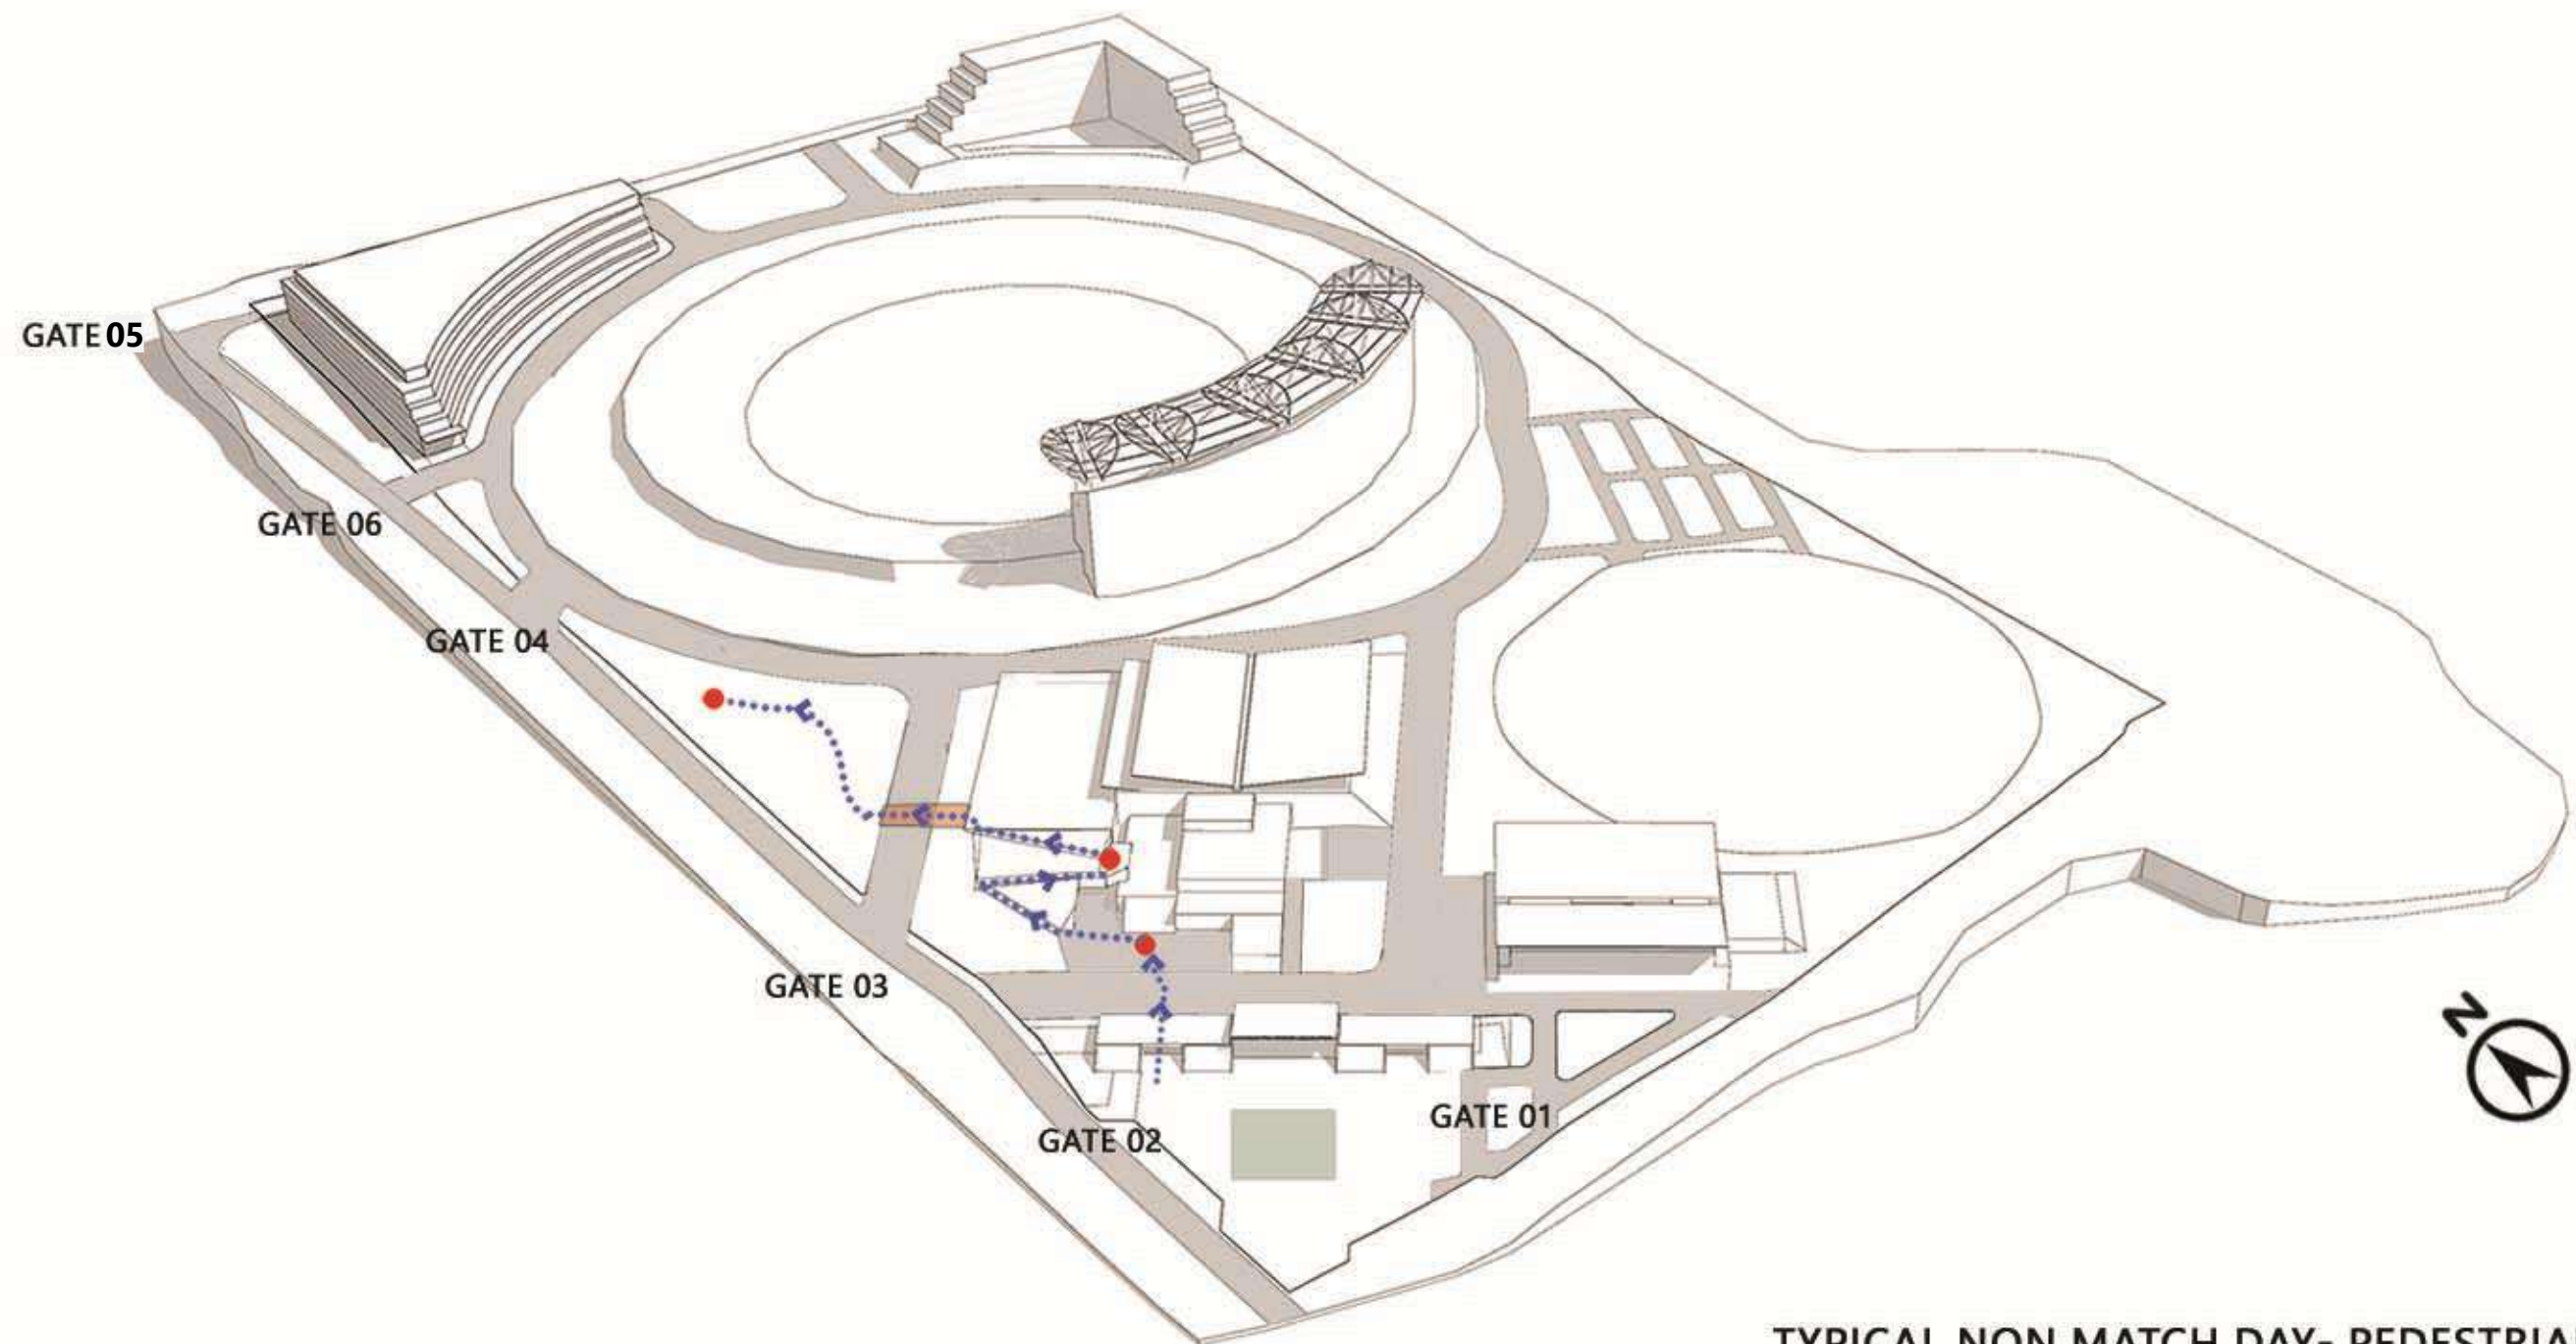 GATE 05
GATE 06
GATE 04
GATE 03
N
GATE 02
GATE 01
TYPICAL NON MATCH DAY- PEDESTRIA